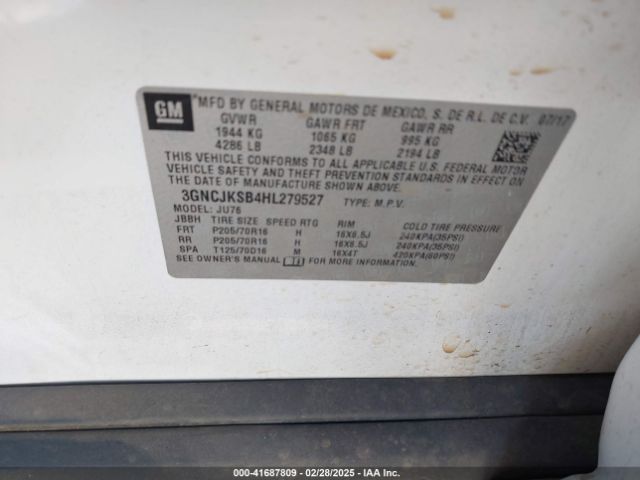 GM
MFD BY GENERAL MOTORS DE MEXICO, S. DE R.L. DE C.V. 07/17
GVWR GAWR FRT GAWR RR
1944 KG 1065 KG 995 KG
4286 LB 2348 LB 2194 LB
THIS VEHICLE CONFORMS TO ALL APPLICABLE U.S. FEDERAL MOTOR
VEHICLE SAFETY AND THEFT PREVENTION STANDARDS IN EFFECT ON
THE DATE OF MANUFACTURE SHOWN ABOVE.
3GNCJKSB4HL279527 TYPE: M.P.V.
MODEL: JU76
JBBH TIRE SIZE SPEED RTG RIM COLD TIRE PRESSURE
FRT P205/70R16 H 16X6.5J 240KPA(35PSI)
RR P205/70R16 H 16X6.5J 240KPA(35PSI)
SPA T125/70D16 M 16X4T 420KPA(60PSI)
SEE OWNER'S MANUAL FOR MORE INFORMATION.
000-41687809 — 02/28/2025 — IAA Inc.